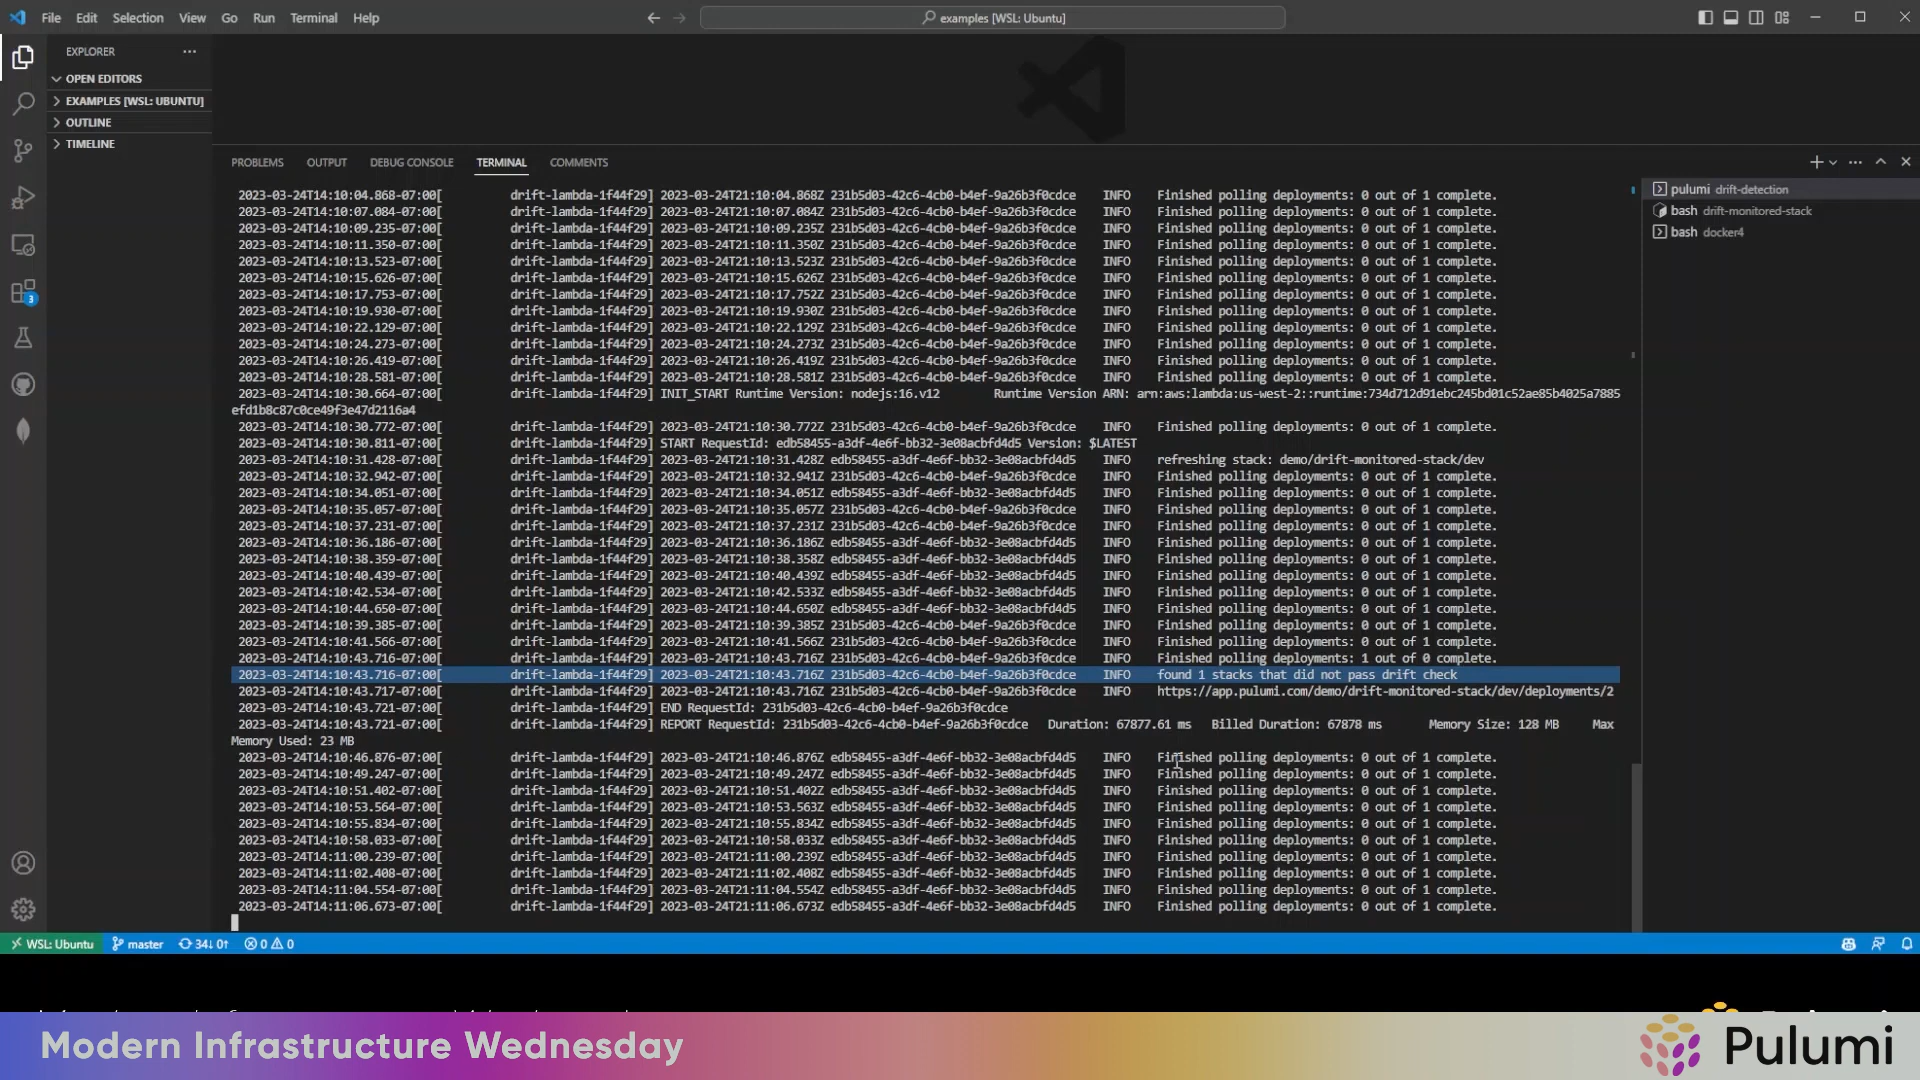 File Edit Selection View Go Run Terminal Help
examples [WSL: Ubuntu]
EXPLORER
OPEN EDITORS
EXAMPLES [WSL: UBUNTU]
OUTLINE
TIMELINE
3
PROBLEMS OUTPUT DEBUG CONSOLE TERMINAL COMMENTS
pulumi drift-detection
bash drift-monitored-stack
bash docker4
2023-03-24T14:10:04.868-07:00[ drift-lambda-1f44f29] 2023-03-24T21:10:04.868Z 231b5d03-42c6-4cb0-b4ef-9a26b3f0cdce INFO Finished polling deployments: 0 out of 1 complete.
2023-03-24T14:10:07.084-07:00[ drift-lambda-1f44f29] 2023-03-24T21:10:07.084Z 231b5d03-42c6-4cb0-b4ef-9a26b3f0cdce INFO Finished polling deployments: 0 out of 1 complete.
2023-03-24T14:10:09.235-07:00[ drift-lambda-1f44f29] 2023-03-24T21:10:09.235Z 231b5d03-42c6-4cb0-b4ef-9a26b3f0cdce INFO Finished polling deployments: 0 out of 1 complete.
2023-03-24T14:10:11.350-07:00[ drift-lambda-1f44f29] 2023-03-24T21:10:11.350Z 231b5d03-42c6-4cb0-b4ef-9a26b3f0cdce INFO Finished polling deployments: 0 out of 1 complete.
2023-03-24T14:10:13.523-07:00[ drift-lambda-1f44f29] 2023-03-24T21:10:13.523Z 231b5d03-42c6-4cb0-b4ef-9a26b3f0cdce INFO Finished polling deployments: 0 out of 1 complete.
2023-03-24T14:10:15.626-07:00[ drift-lambda-1f44f29] 2023-03-24T21:10:15.626Z 231b5d03-42c6-4cb0-b4ef-9a26b3f0cdce INFO Finished polling deployments: 0 out of 1 complete.
2023-03-24T14:10:17.753-07:00[ drift-lambda-1f44f29] 2023-03-24T21:10:17.752Z 231b5d03-42c6-4cb0-b4ef-9a26b3f0cdce INFO Finished polling deployments: 0 out of 1 complete.
2023-03-24T14:10:19.930-07:00[ drift-lambda-1f44f29] 2023-03-24T21:10:19.930Z 231b5d03-42c6-4cb0-b4ef-9a26b3f0cdce INFO Finished polling deployments: 0 out of 1 complete.
2023-03-24T14:10:22.129-07:00[ drift-lambda-1f44f29] 2023-03-24T21:10:22.129Z 231b5d03-42c6-4cb0-b4ef-9a26b3f0cdce INFO Finished polling deployments: 0 out of 1 complete.
2023-03-24T14:10:24.273-07:00[ drift-lambda-1f44f29] 2023-03-24T21:10:24.273Z 231b5d03-42c6-4cb0-b4ef-9a26b3f0cdce INFO Finished polling deployments: 0 out of 1 complete.
2023-03-24T14:10:26.419-07:00[ drift-lambda-1f44f29] 2023-03-24T21:10:26.419Z 231b5d03-42c6-4cb0-b4ef-9a26b3f0cdce INFO Finished polling deployments: 0 out of 1 complete.
2023-03-24T14:10:28.581-07:00[ drift-lambda-1f44f29] 2023-03-24T21:10:28.581Z 231b5d03-42c6-4cb0-b4ef-9a26b3f0cdce INFO Finished polling deployments: 0 out of 1 complete.
2023-03-24T14:10:30.664-07:00[ drift-lambda-1f44f29] INIT_START Runtime Version: nodejs:16.v12 Runtime Version ARN: arn:aws:lambda:us-west-2::runtime:734d712d91ebc245bd01c52ae85b4025a7885
efd1b8c87c0ce49f3e47d2116a4
2023-03-24T14:10:30.772-07:00[ drift-lambda-1f44f29] 2023-03-24T21:10:30.772Z 231b5d03-42c6-4cb0-b4ef-9a26b3f0cdce INFO Finished polling deployments: 0 out of 1 complete.
2023-03-24T14:10:30.811-07:00[ drift-lambda-1f44f29] START RequestId: edb58455-a3df-4e6f-bb32-3e08acbfd4d5 Version: $LATEST
2023-03-24T14:10:31.428-07:00[ drift-lambda-1f44f29] 2023-03-24T21:10:31.428Z edb58455-a3df-4e6f-bb32-3e08acbfd4d5 INFO refreshing stack: demo/drift-monitored-stack/dev
2023-03-24T14:10:32.942-07:00[ drift-lambda-1f44f29] 2023-03-24T21:10:32.941Z 231b5d03-42c6-4cb0-b4ef-9a26b3f0cdce INFO Finished polling deployments: 0 out of 1 complete.
2023-03-24T14:10:34.051-07:00[ drift-lambda-1f44f29] 2023-03-24T21:10:34.051Z edb58455-a3df-4e6f-bb32-3e08acbfd4d5 INFO Finished polling deployments: 0 out of 1 complete.
2023-03-24T14:10:35.057-07:00[ drift-lambda-1f44f29] 2023-03-24T21:10:35.057Z 231b5d03-42c6-4cb0-b4ef-9a26b3f0cdce INFO Finished polling deployments: 0 out of 1 complete.
2023-03-24T14:10:37.231-07:00[ drift-lambda-1f44f29] 2023-03-24T21:10:37.231Z 231b5d03-42c6-4cb0-b4ef-9a26b3f0cdce INFO Finished polling deployments: 0 out of 1 complete.
2023-03-24T14:10:36.186-07:00[ drift-lambda-1f44f29] 2023-03-24T21:10:36.186Z edb58455-a3df-4e6f-bb32-3e08acbfd4d5 INFO Finished polling deployments: 0 out of 1 complete.
2023-03-24T14:10:38.359-07:00[ drift-lambda-1f44f29] 2023-03-24T21:10:38.358Z edb58455-a3df-4e6f-bb32-3e08acbfd4d5 INFO Finished polling deployments: 0 out of 1 complete.
2023-03-24T14:10:40.439-07:00[ drift-lambda-1f44f29] 2023-03-24T21:10:40.439Z edb58455-a3df-4e6f-bb32-3e08acbfd4d5 INFO Finished polling deployments: 0 out of 1 complete.
2023-03-24T14:10:42.534-07:00[ drift-lambda-1f44f29] 2023-03-24T21:10:42.533Z edb58455-a3df-4e6f-bb32-3e08acbfd4d5 INFO Finished polling deployments: 0 out of 1 complete.
2023-03-24T14:10:44.650-07:00[ drift-lambda-1f44f29] 2023-03-24T21:10:44.650Z edb58455-a3df-4e6f-bb32-3e08acbfd4d5 INFO Finished polling deployments: 0 out of 1 complete.
2023-03-24T14:10:39.385-07:00[ drift-lambda-1f44f29] 2023-03-24T21:10:39.385Z 231b5d03-42c6-4cb0-b4ef-9a26b3f0cdce INFO Finished polling deployments: 0 out of 1 complete.
2023-03-24T14:10:41.566-07:00[ drift-lambda-1f44f29] 2023-03-24T21:10:41.566Z 231b5d03-42c6-4cb0-b4ef-9a26b3f0cdce INFO Finished polling deployments: 0 out of 1 complete.
2023-03-24T14:10:43.716-07:00[ drift-lambda-1f44f29] 2023-03-24T21:10:43.716Z 231b5d03-42c6-4cb0-b4ef-9a26b3f0cdce INFO Finished polling deployments: 1 out of 0 complete.
2023-03-24T14:10:43.716-07:00[ drift-lambda-1f44f29] 2023-03-24T21:10:43.716Z 231b5d03-42c6-4cb0-b4ef-9a26b3f0cdce INFO found 1 stacks that did not pass drift check
2023-03-24T14:10:43.717-07:00[ drift-lambda-1f44f29] 2023-03-24T21:10:43.716Z 231b5d03-42c6-4cb0-b4ef-9a26b3f0cdce INFO https://app.pulumi.com/demo/drift-monitored-stack/dev/deployments/2
2023-03-24T14:10:43.721-07:00[ drift-lambda-1f44f29] END RequestId: 231b5d03-42c6-4cb0-b4ef-9a26b3f0cdce
2023-03-24T14:10:43.721-07:00[ drift-lambda-1f44f29] REPORT RequestId: 231b5d03-42c6-4cb0-b4ef-9a26b3f0cdce Duration: 67877.61 ms Billed Duration: 67878 ms Memory Size: 128 MB Max
Memory Used: 23 MB
2023-03-24T14:10:46.876-07:00[ drift-lambda-1f44f29] 2023-03-24T21:10:46.876Z edb58455-a3df-4e6f-bb32-3e08acbfd4d5 INFO Finished polling deployments: 0 out of 1 complete.
2023-03-24T14:10:49.247-07:00[ drift-lambda-1f44f29] 2023-03-24T21:10:49.247Z edb58455-a3df-4e6f-bb32-3e08acbfd4d5 INFO Finished polling deployments: 0 out of 1 complete.
2023-03-24T14:10:51.402-07:00[ drift-lambda-1f44f29] 2023-03-24T21:10:51.402Z edb58455-a3df-4e6f-bb32-3e08acbfd4d5 INFO Finished polling deployments: 0 out of 1 complete.
2023-03-24T14:10:53.564-07:00[ drift-lambda-1f44f29] 2023-03-24T21:10:53.563Z edb58455-a3df-4e6f-bb32-3e08acbfd4d5 INFO Finished polling deployments: 0 out of 1 complete.
2023-03-24T14:10:55.834-07:00[ drift-lambda-1f44f29] 2023-03-24T21:10:55.834Z edb58455-a3df-4e6f-bb32-3e08acbfd4d5 INFO Finished polling deployments: 0 out of 1 complete.
2023-03-24T14:10:58.033-07:00[ drift-lambda-1f44f29] 2023-03-24T21:10:58.033Z edb58455-a3df-4e6f-bb32-3e08acbfd4d5 INFO Finished polling deployments: 0 out of 1 complete.
2023-03-24T14:11:00.239-07:00[ drift-lambda-1f44f29] 2023-03-24T21:11:00.239Z edb58455-a3df-4e6f-bb32-3e08acbfd4d5 INFO Finished polling deployments: 0 out of 1 complete.
2023-03-24T14:11:02.408-07:00[ drift-lambda-1f44f29] 2023-03-24T21:11:02.408Z edb58455-a3df-4e6f-bb32-3e08acbfd4d5 INFO Finished polling deployments: 0 out of 1 complete.
2023-03-24T14:11:04.554-07:00[ drift-lambda-1f44f29] 2023-03-24T21:11:04.554Z edb58455-a3df-4e6f-bb32-3e08acbfd4d5 INFO Finished polling deployments: 0 out of 1 complete.
2023-03-24T14:11:06.673-07:00[ drift-lambda-1f44f29] 2023-03-24T21:11:06.673Z edb58455-a3df-4e6f-bb32-3e08acbfd4d5 INFO Finished polling deployments: 0 out of 1 complete.
WSL: Ubuntu master 34↓ 0↑ 0 0
Modern Infrastructure Wednesday
Pulumi